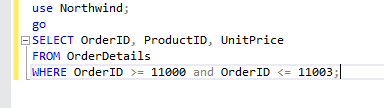 use Northwind;
go
SELECT OrderID, ProductID, UnitPrice
FROM OrderDetails
WHERE OrderID >= 11000 and OrderID <= 11003;